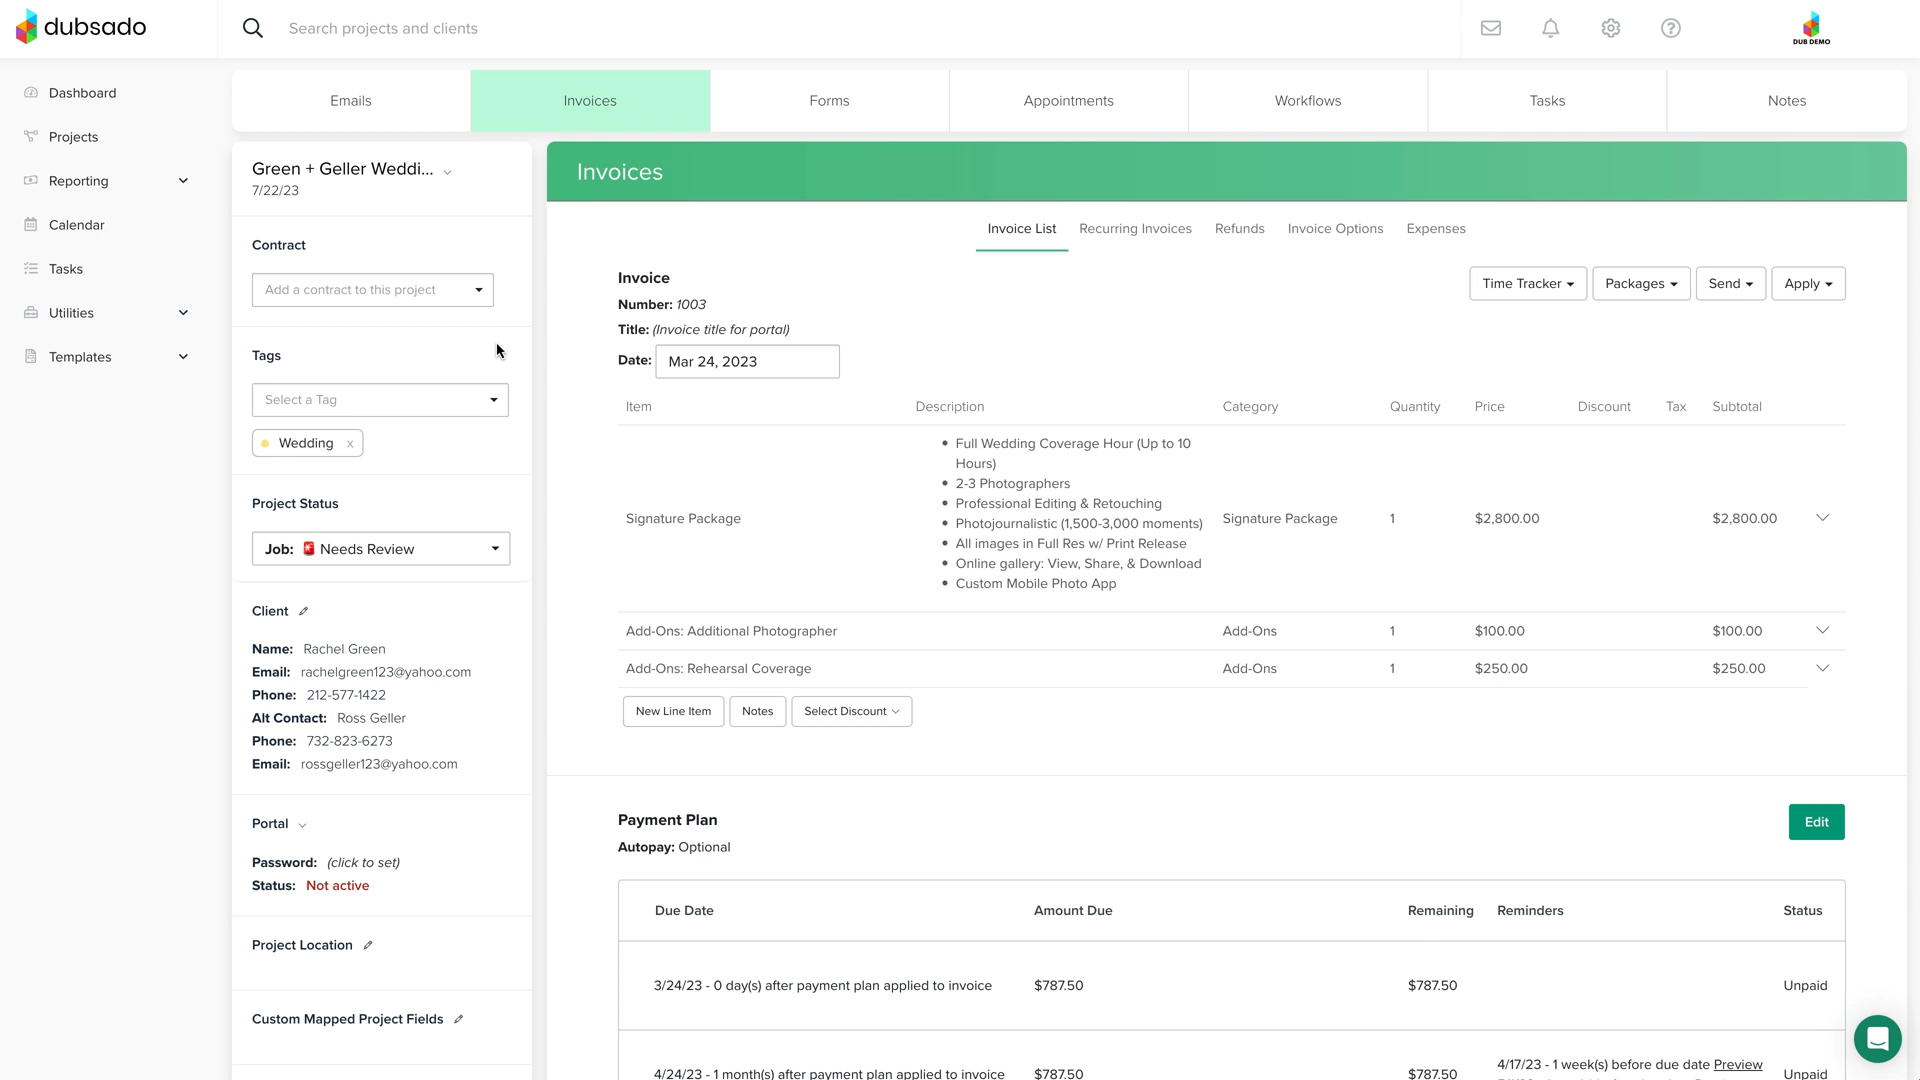 dubsado
Search projects and clients
DUB DEMO
Dashboard
Projects
Reporting
Calendar
Tasks
Utilities
Templates
Emails
Invoices
Forms
Appointments
Workflows
Tasks
Notes
Green + Geller Weddi...
7/22/23
Contract
Add a contract to this project
Tags
Select a Tag
Wedding x
Project Status
Job: 🚨 Needs Review
Client
Name: Rachel Green
Email: rachelgreen123@yahoo.com
Phone: 212-577-1422
Alt Contact: Ross Geller
Phone: 732-823-6273
Email: rossgeller123@yahoo.com
Portal
Password: (click to set)
Status: Not active
Project Location
Custom Mapped Project Fields
Invoices
Invoice List
Recurring Invoices
Refunds
Invoice Options
Expenses
Invoice
Number: 1003
Title: (Invoice title for portal)
Date: Mar 24, 2023
Time Tracker
Packages
Send
Apply
Item Description Category Quantity Price Discount Tax Subtotal
• Full Wedding Coverage Hour (Up to 10
Hours)
• 2-3 Photographers
• Professional Editing & Retouching
• Photojournalistic (1,500-3,000 moments)
• All images in Full Res w/ Print Release
• Online gallery: View, Share, & Download
• Custom Mobile Photo App
Signature Package Signature Package 1 $2,800.00 $2,800.00
Add-Ons: Additional Photographer Add-Ons 1 $100.00 $100.00
Add-Ons: Rehearsal Coverage Add-Ons 1 $250.00 $250.00
New Line Item
Notes
Select Discount
Payment Plan
Edit
Autopay: Optional
Due Date Amount Due Remaining Reminders Status
3/24/23 - 0 day(s) after payment plan applied to invoice $787.50 $787.50 Unpaid
4/17/23 - 1 week(s) before due date Preview
4/24/23 - 1 month(s) after payment plan applied to invoice $787.50 $787.50 Unpaid